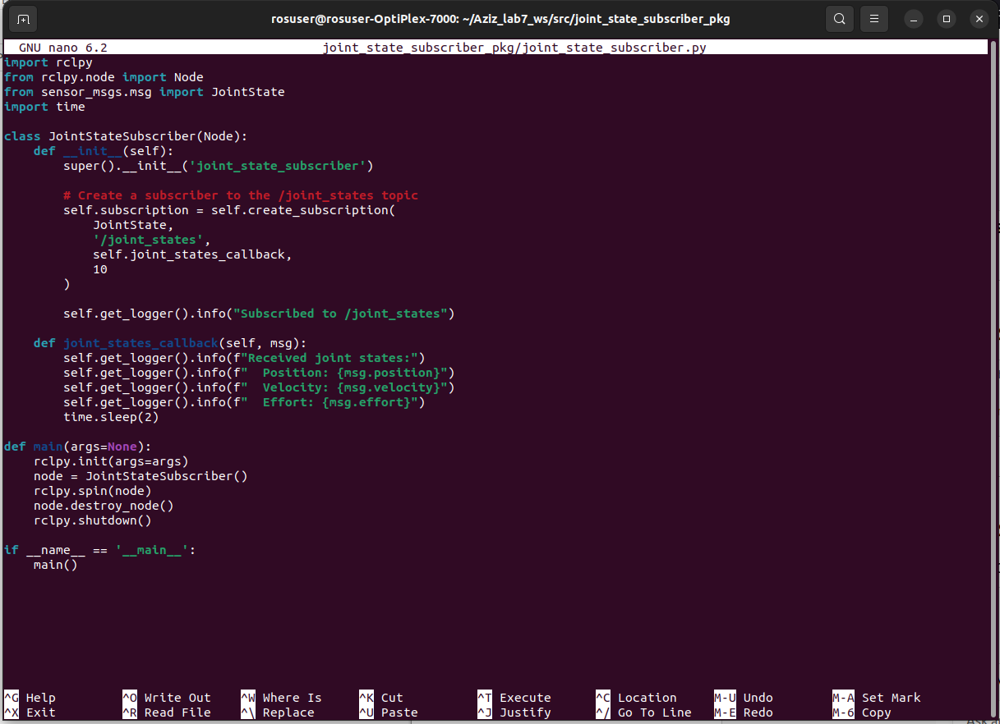 rosuser@rosuser-OptiPlex-7000: ~/Aziz_lab7_ws/src/joint_state_subscriber_pkg
GNU nano 6.2 joint_state_subscriber_pkg/joint_state_subscriber.py
import rclpy
from rclpy.node import Node
from sensor_msgs.msg import JointState
import time

class JointStateSubscriber(Node):
    def __init__(self):
        super().__init__('joint_state_subscriber')

        # Create a subscriber to the /joint_states topic
        self.subscription = self.create_subscription(
            JointState,
            '/joint_states',
            self.joint_states_callback,
            10
        )

        self.get_logger().info("Subscribed to /joint_states")

    def joint_states_callback(self, msg):
        self.get_logger().info(f"Received joint states:")
        self.get_logger().info(f"  Position: {msg.position}")
        self.get_logger().info(f"  Velocity: {msg.velocity}")
        self.get_logger().info(f"  Effort: {msg.effort}")
        time.sleep(2)

def main(args=None):
    rclpy.init(args=args)
    node = JointStateSubscriber()
    rclpy.spin(node)
    node.destroy_node()
    rclpy.shutdown()

if __name__ == '__main__':
    main()

^G Help ^O Write Out ^W Where Is ^K Cut ^T Execute ^C Location M-U Undo M-A Set Mark
^X Exit ^R Read File ^\ Replace ^U Paste ^J Justify ^/ Go To Line M-E Redo M-6 Copy